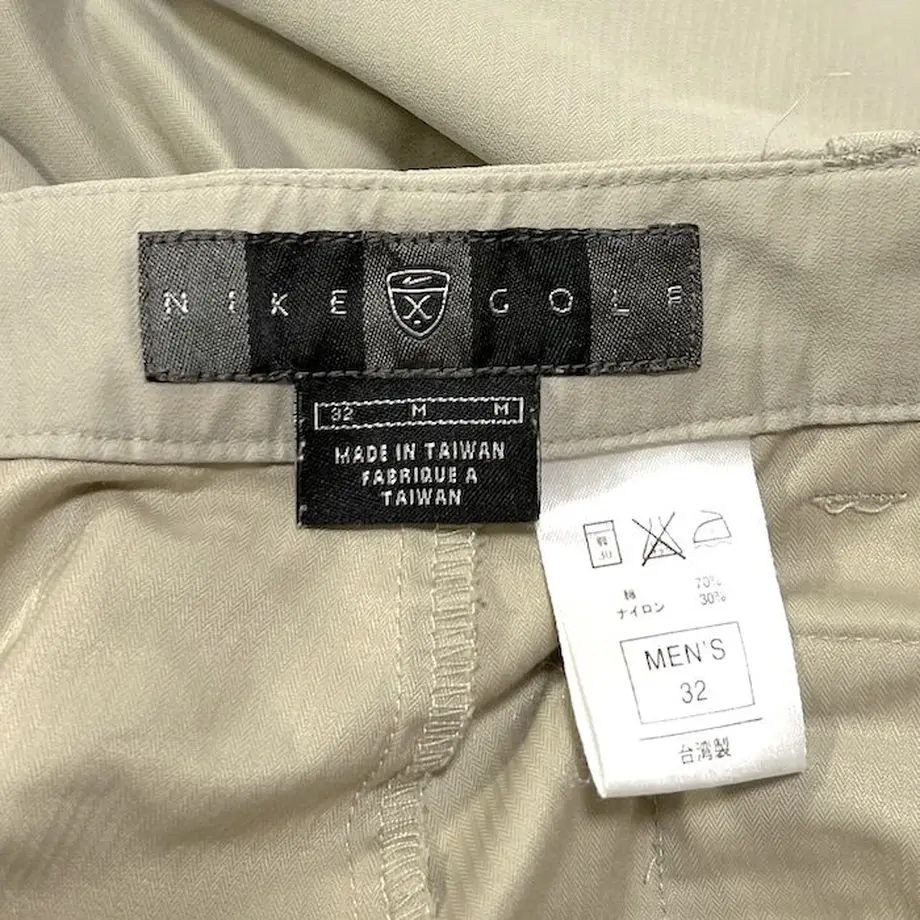 NIKE GOLF
32 M M
MADE IN TAIWAN
FABRIQUE A
TAIWAN
30
綿 70%
ナイロン 30%
MEN'S
32
台湾製